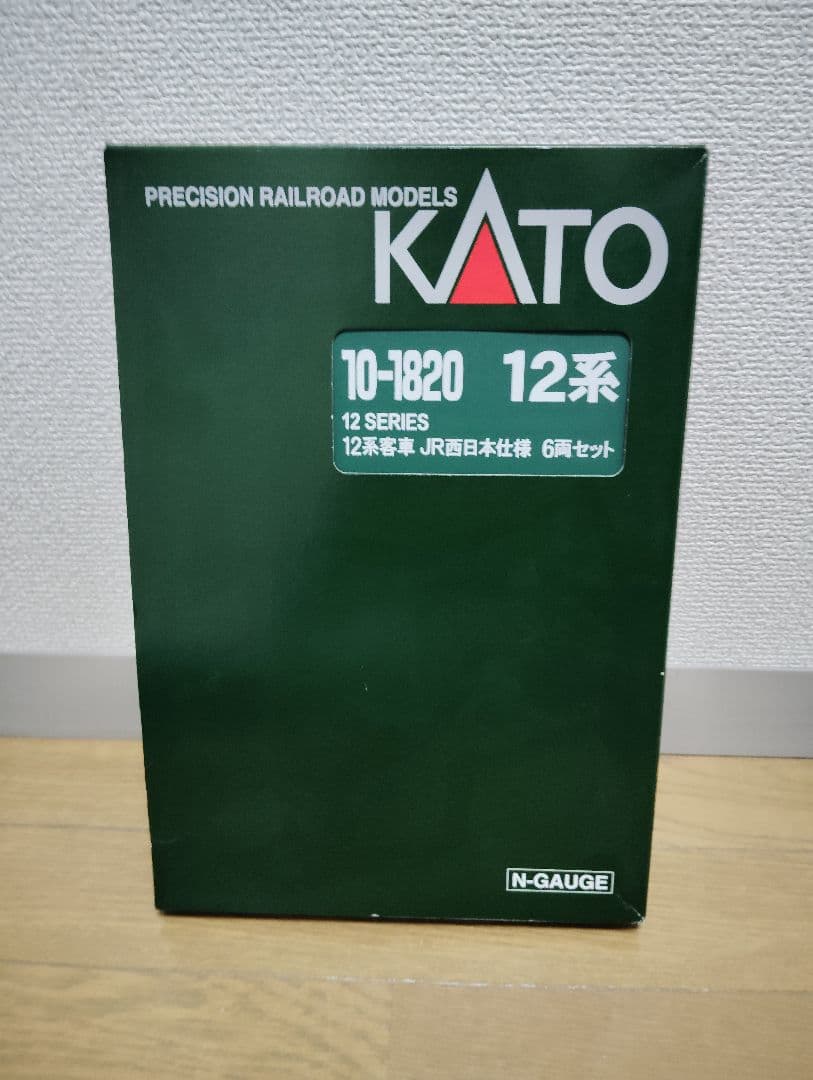 PRECISION RAILROAD MODELS
KATO
10-1820 12系
12 SERIES
12系客車 JR西日本仕様 6両セット
N-GAUGE